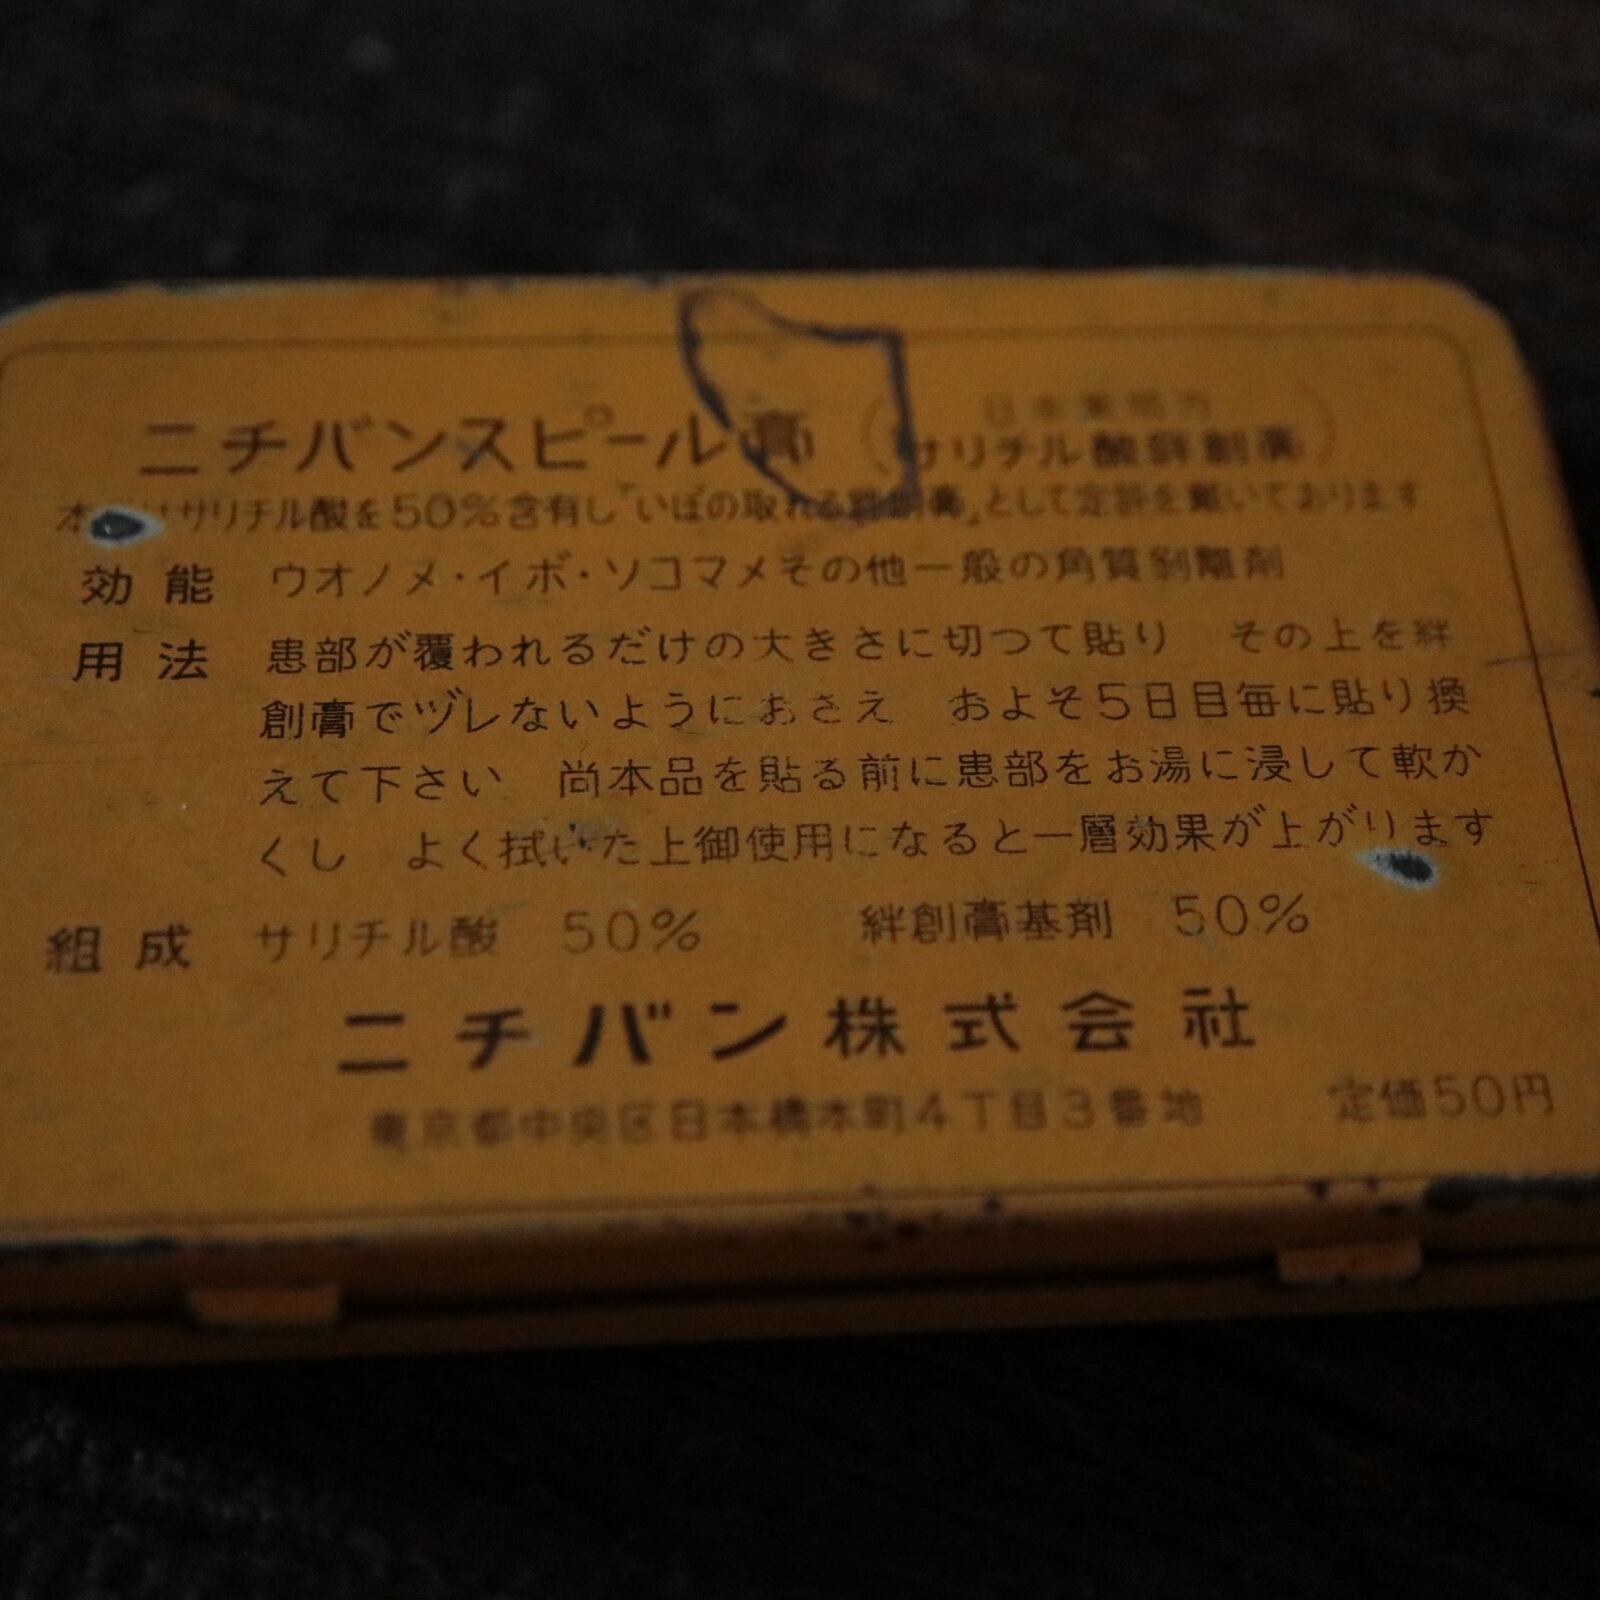 ニチバンスピール膏 (日本薬局方
サリチル酸絆創膏)
サリチル酸を50%含有し"いぼの取れる絆創膏"として定評を戴いております
効能 ウオノメ・イボ・ソコマメその他一般の角質剥離剤
用法 患部が覆われるだけの大きさに切つて貼り その上を絆
創膏でヅレないようにおさえ およそ5日目毎に貼り換
えて下さい 尚本品を貼る前に患部をお湯に浸して軟か
くし よく拭いた上御使用になると一層効果が上がります
組成 サリチル酸 50% 絆創膏基剤 50%
ニチバン株式会社
東京都中央区日本橋本町4丁目3番地 定価50円